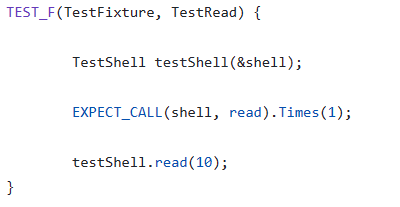 TEST_F(TestFixture, TestRead) {
TestShell testShell(&shell);
EXPECT_CALL(shell, read).Times(1);
testShell.read(10);
}